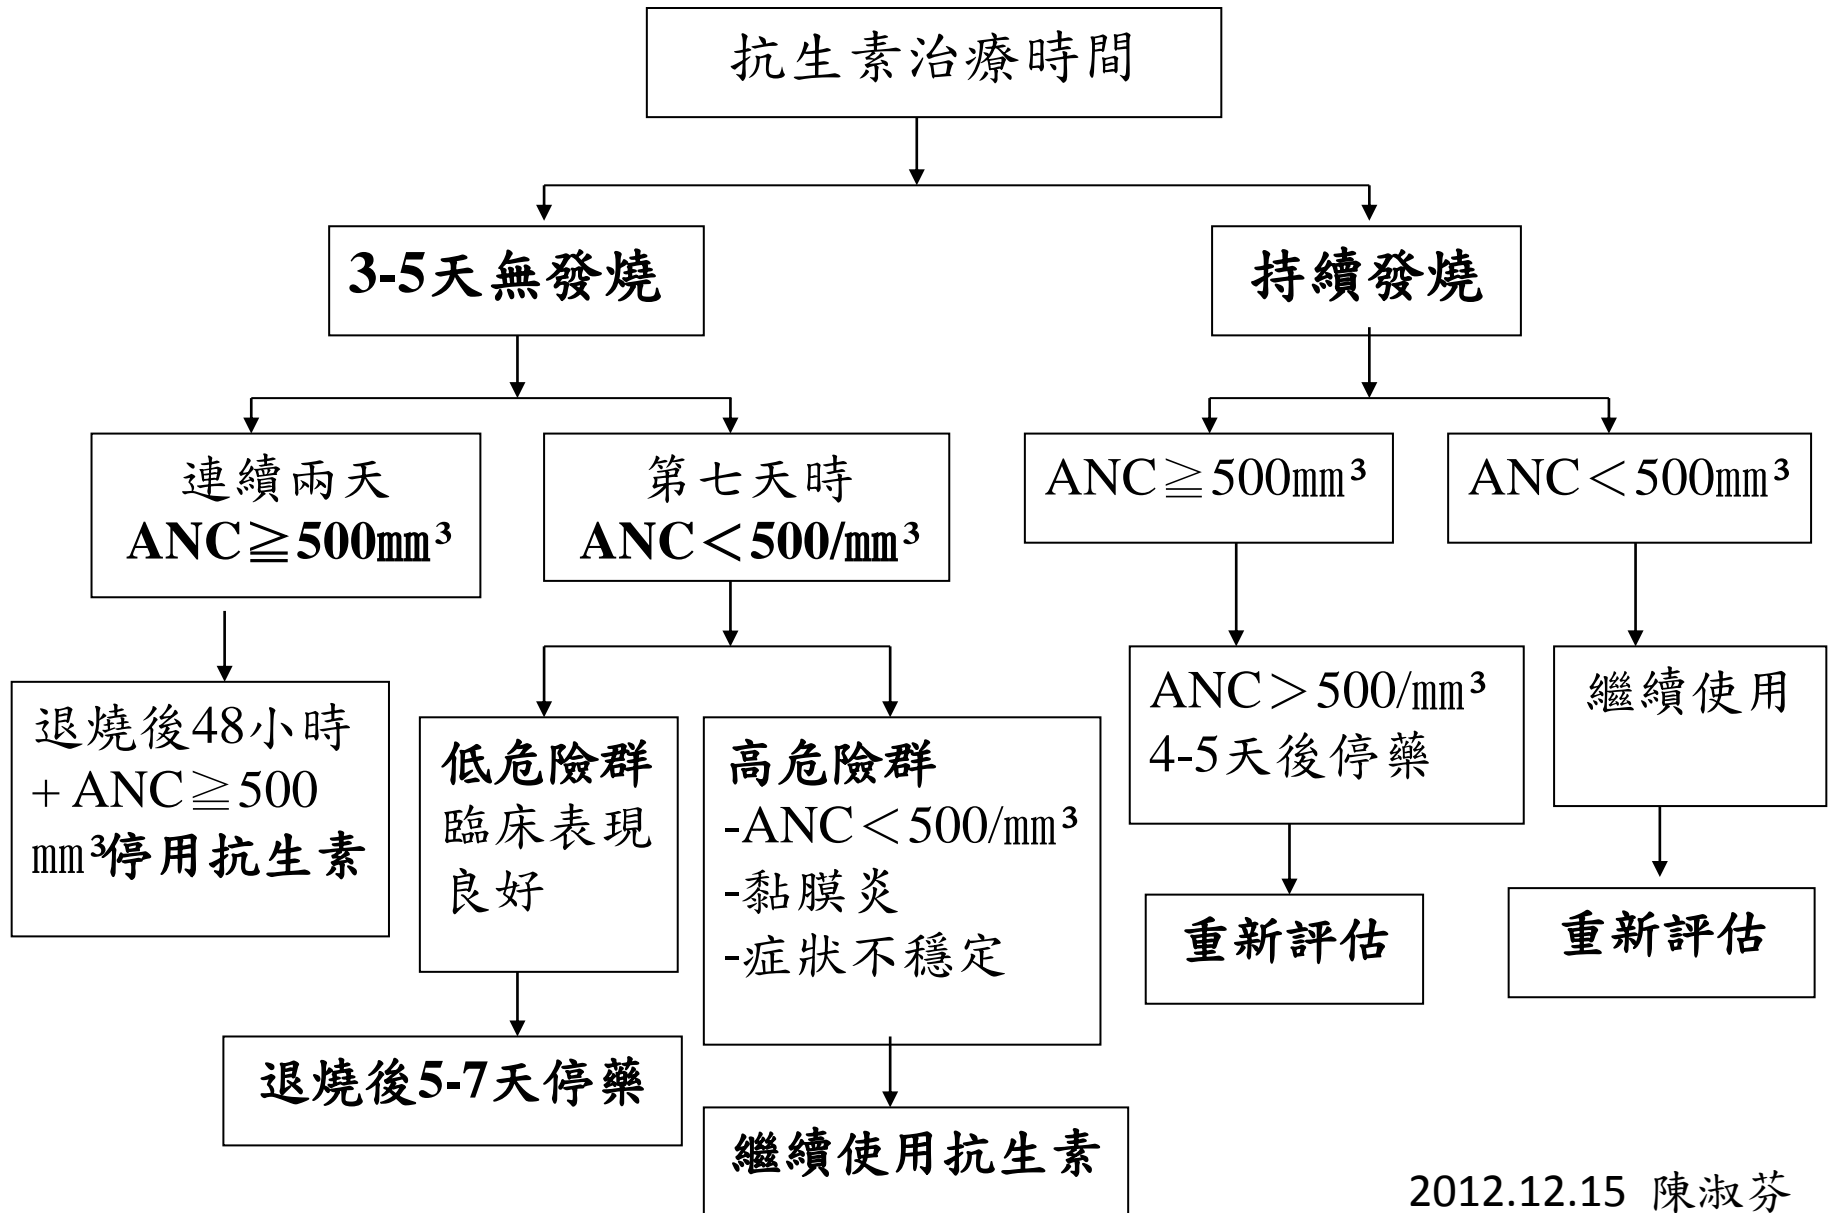 抗生素治療時間
3-5天無發燒
持續發燒
連續兩天
ANC≧500㎜³
第七天時
ANC＜500/㎜³
ANC≧500㎜³
ANC＜500㎜³
退燒後48小時
+ ANC≧500
㎜³停用抗生素
低危險群
臨床表現
良好
高危險群
-ANC＜500/㎜³
-黏膜炎
-症狀不穩定
ANC＞500/㎜³
4-5天後停藥
繼續使用
重新評估
重新評估
退燒後5-7天停藥
繼續使用抗生素
2012.12.15 陳淑芬